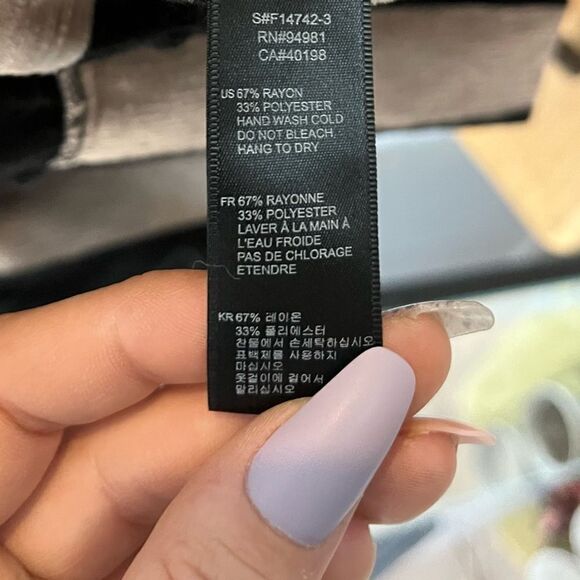 S#F14742-3
RN#94981
CA#40198
US 67% RAYON
33% POLYESTER
HAND WASH COLD
DO NOT BLEACH.
HANG TO DRY
FR 67% RAYONNE
33% POLYESTER
LAVER À LA MAIN À
L'EAU FROIDE
PAS DE CHLORAGE
ETENDRE
KR 67% 레이온
33% 폴리에스터
찬물에서 손세탁하십시오
표백제를 사용하지
마십시오
옷걸이에 걸어서
말리십시오